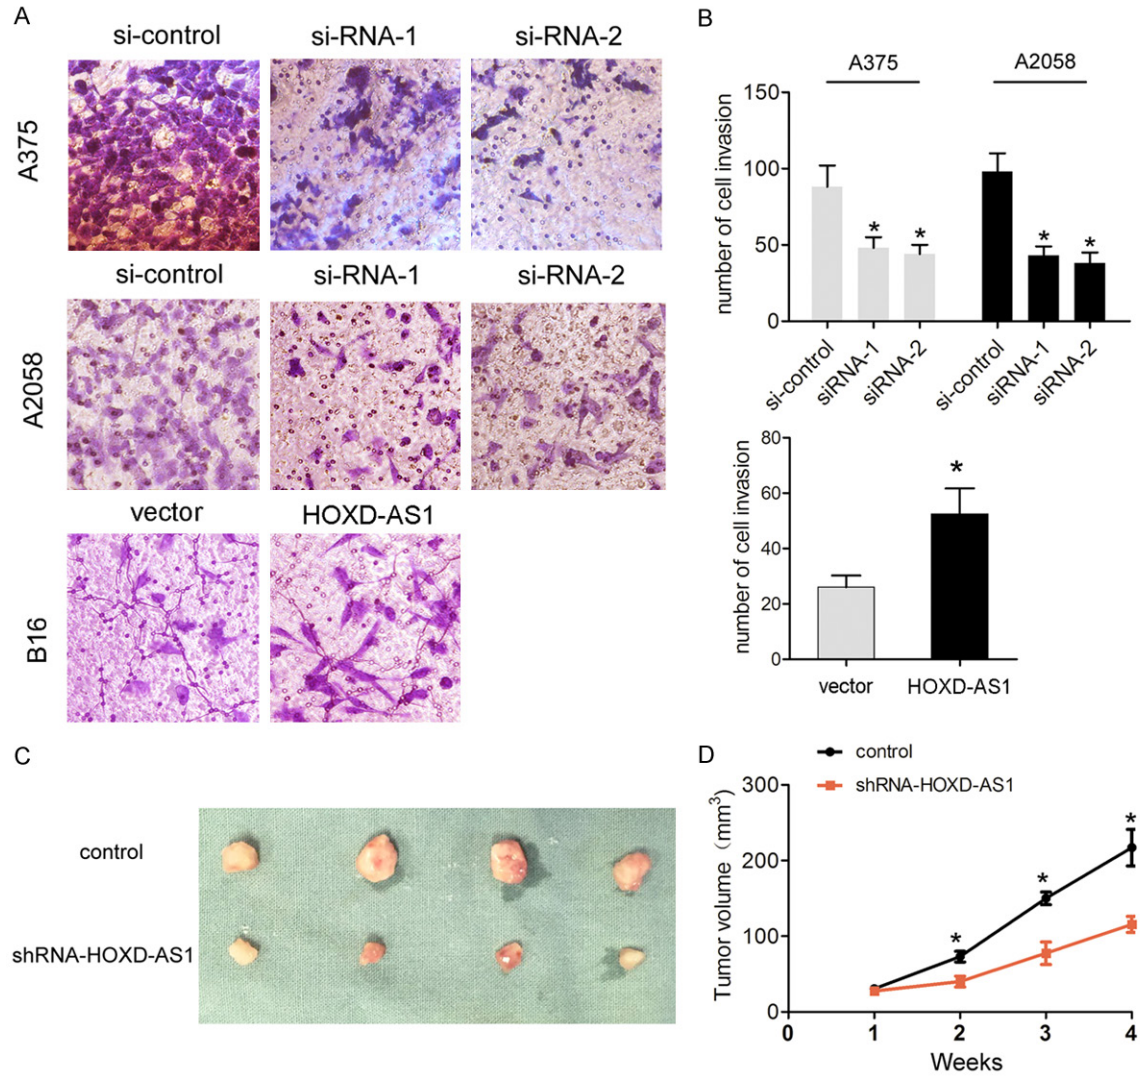 A
si-control si-RNA-1 si-RNA-2
A375
si-control si-RNA-1 si-RNA-2
A2058
vector HOXD-AS1
B16
B
A375 A2058
number of cell invasion
150
100
50
0
si-control siRNA-1 siRNA-2 si-control siRNA-1 siRNA-2
* * * *
number of cell invasion
80
60
40
20
0
*
vector HOXD-AS1
C
control
shRNA-HOXD-AS1
D
control
shRNA-HOXD-AS1
Tumor volume (mm³)
300
200
100
0
* * *
0 1 2 3 4
Weeks